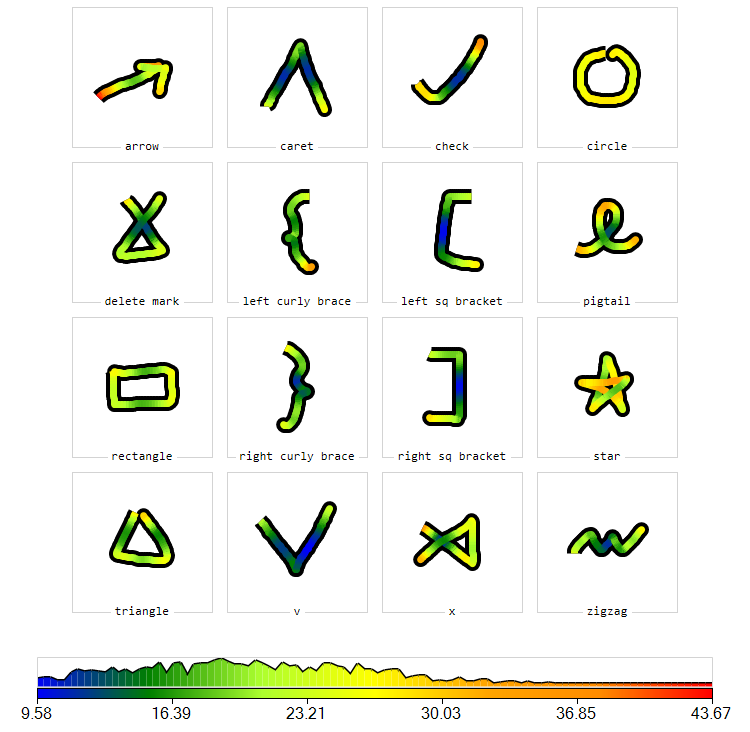 arrow caret check circle
delete mark left curly brace left sq bracket pigtail
rectangle right curly brace right sq bracket star
triangle v x zigzag
9.58 16.39 23.21 30.03 36.85 43.67